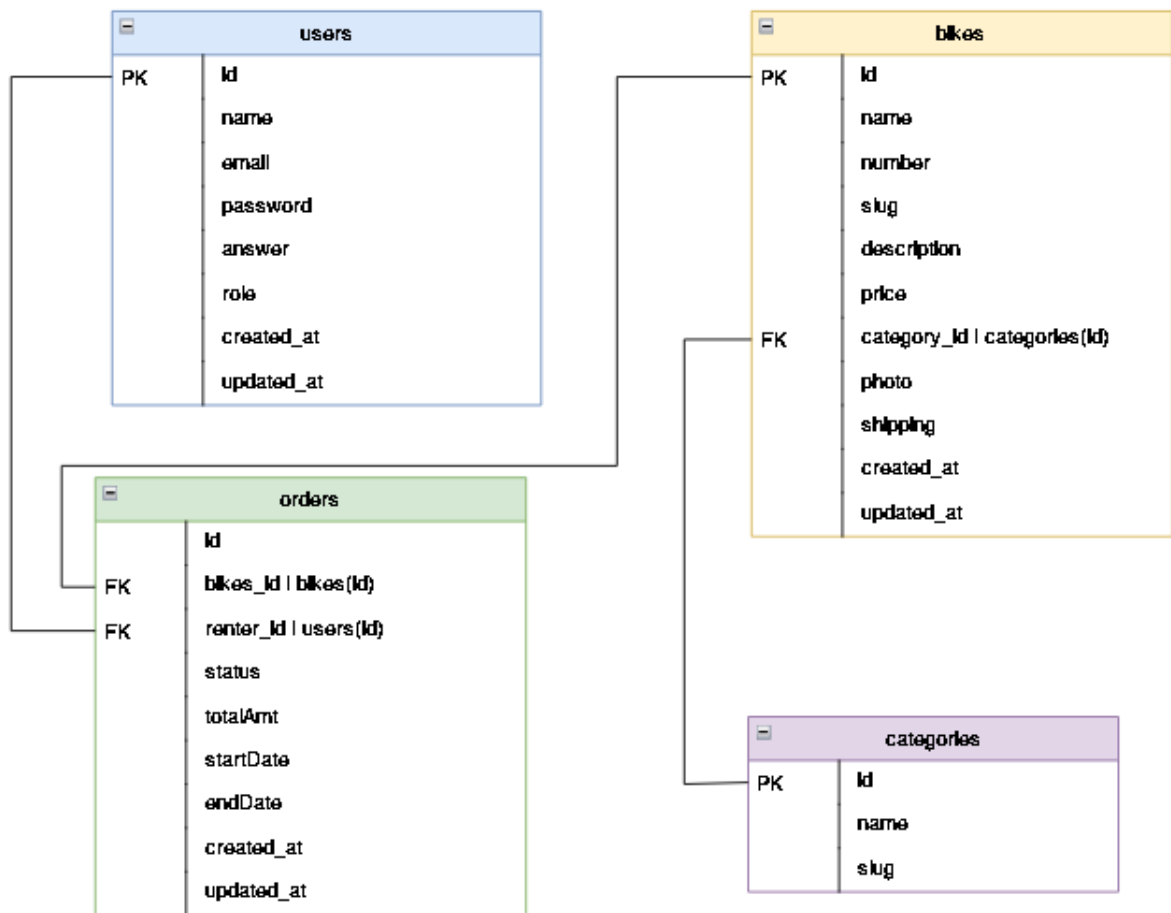 users
PK id
name
email
password
answer
role
created_at
updated_at
bikes
PK id
name
number
slug
description
price
FK category_id | categories(id)
photo
shipping
created_at
updated_at
orders
id
FK bikes_id | bikes(id)
FK renter_id | users(id)
status
totalAmt
startDate
endDate
created_at
updated_at
categories
PK id
name
slug